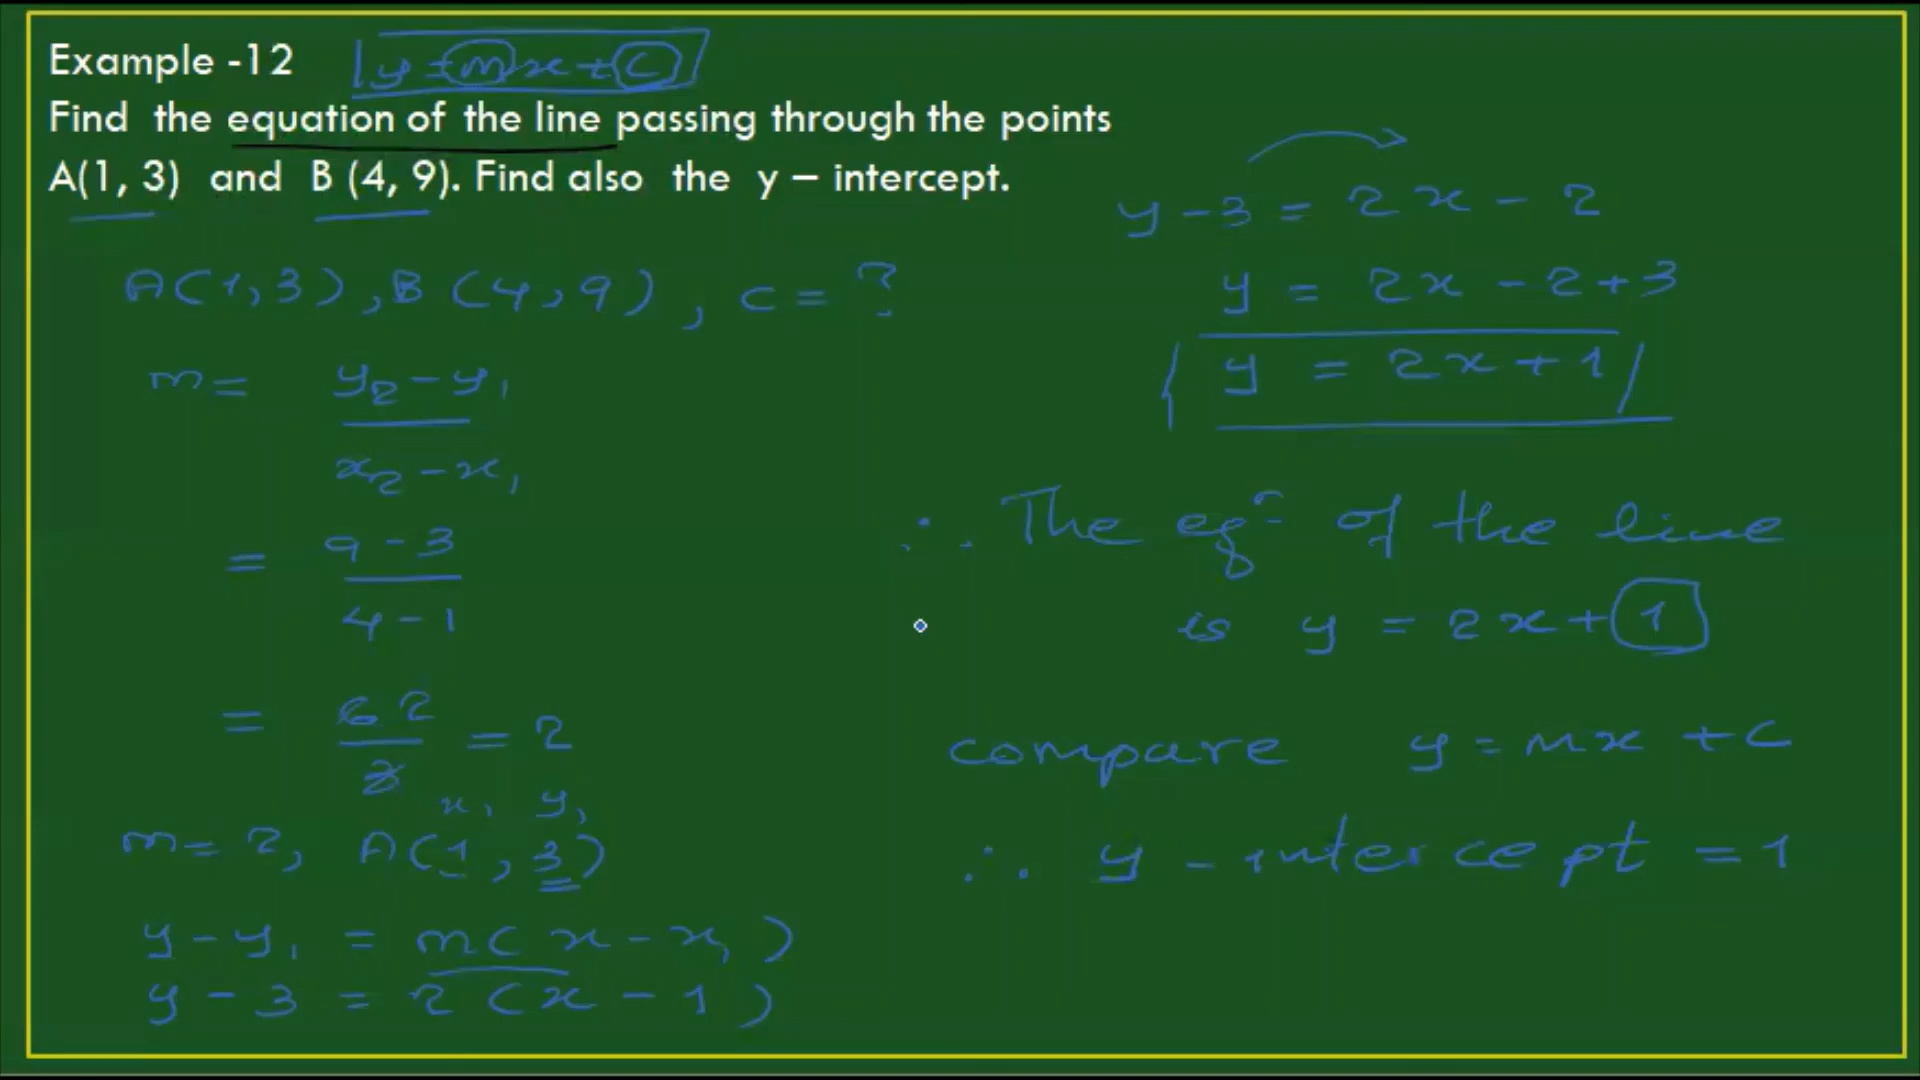 Example -12
y = mx + c
Find the equation of the line passing through the points
A(1, 3) and B (4, 9). Find also the y – intercept.
A(1,3), B(4,9), c = ?
m = y₂ - y₁
x₂ - x₁
= 9 - 3
4 - 1
= 6 2 = 2
3
x₁ y₁
m = 2, A(1, 3)
y - y₁ = m(x - x₁)
y - 3 = 2(x - 1)
y - 3 = 2x - 2
y = 2x - 2 + 3
y = 2x + 1
∴ The eqⁿ of the line
is y = 2x + 1
compare y = mx + c
∴ y - intercept = 1